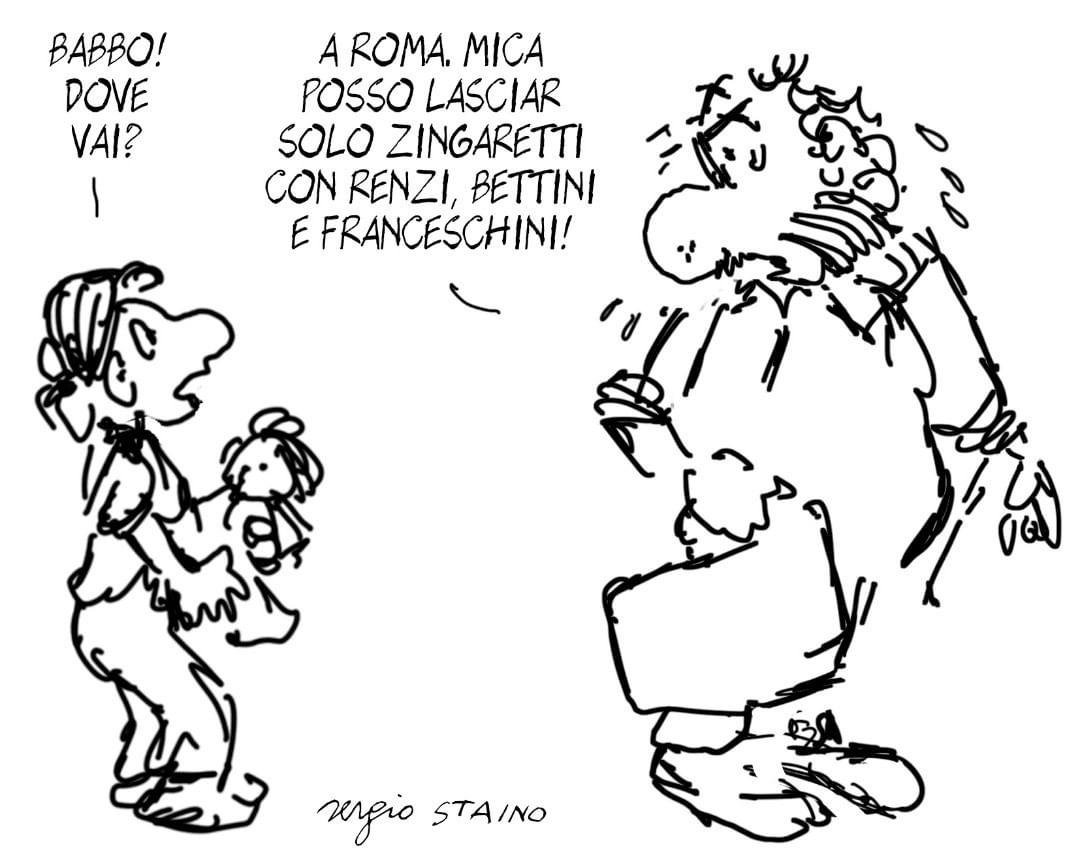 BABBO!
DOVE
VAI?
A ROMA. MICA
POSSO LASCIAR
SOLO ZINGARETTI
CON RENZI, BETTINI
E FRANCESCHINI!
sergio STAINO